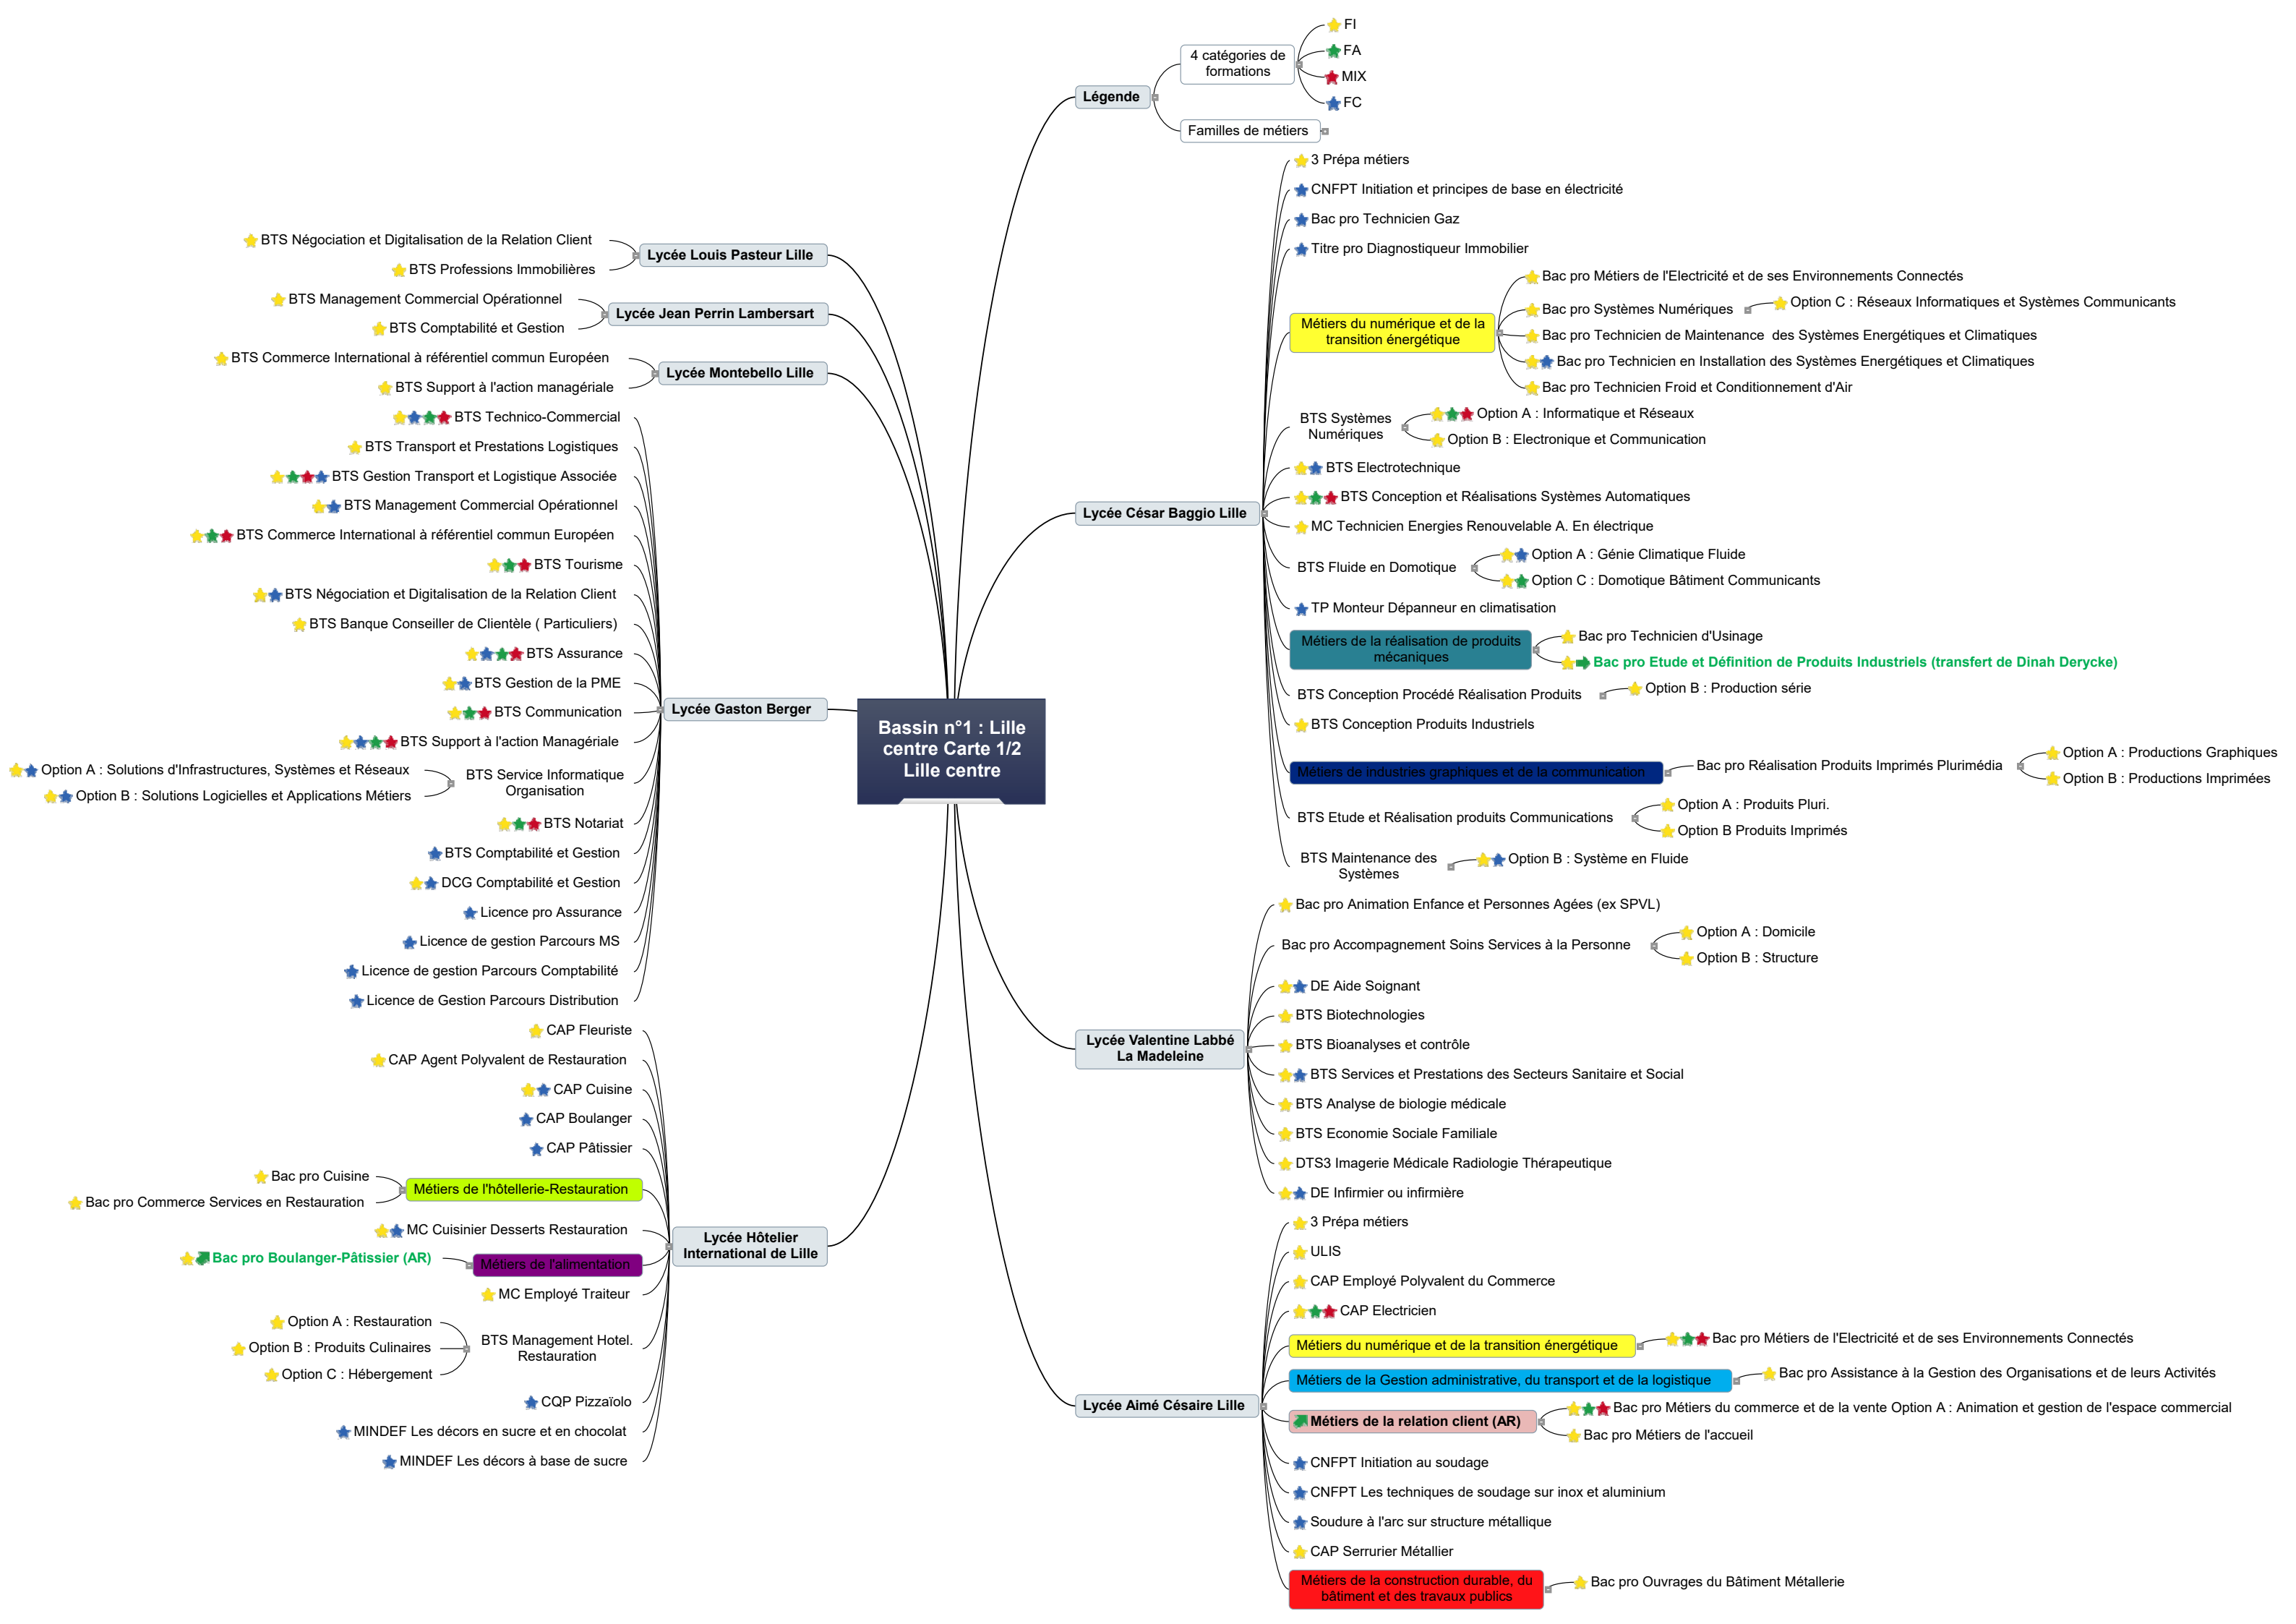 Bassin n°1 : Lille
centre Carte 1/2
Lille centre
Légende
4 catégories de
formations
FI
FA
MIX
FC
Familles de métiers
Lycée César Baggio Lille
3 Prépa métiers
CNFPT Initiation et principes de base en électricité
Bac pro Technicien Gaz
Titre pro Diagnostiqueur Immobilier
Métiers du numérique et de la
transition énergétique
Bac pro Métiers de l'Electricité et de ses Environnements Connectés
Bac pro Systèmes Numériques
Option C : Réseaux Informatiques et Systèmes Communicants
Bac pro Technicien de Maintenance  des Systèmes Energétiques et Climatiques
Bac pro Technicien en Installation des Systèmes Energétiques et Climatiques
Bac pro Technicien Froid et Conditionnement d'Air
BTS Systèmes
Numériques
Option A : Informatique et Réseaux
Option B : Electronique et Communication
BTS Electrotechnique
BTS Conception et Réalisations Systèmes Automatiques
MC Technicien Energies Renouvelable A. En électrique
BTS Fluide en Domotique
Option A : Génie Climatique Fluide
Option C : Domotique Bâtiment Communicants
TP Monteur Dépanneur en climatisation
Métiers de la réalisation de produits
mécaniques
Bac pro Technicien d'Usinage
Bac pro Etude et Définition de Produits Industriels (transfert de Dinah Derycke)
BTS Conception Procédé Réalisation Produits
Option B : Production série
BTS Conception Produits Industriels
Métiers de industries graphiques et de la communication
Bac pro Réalisation Produits Imprimés Plurimédia
Option A : Productions Graphiques
Option B : Productions Imprimées
BTS Etude et Réalisation produits Communications
Option A : Produits Pluri.
Option B Produits Imprimés
BTS Maintenance des
Systèmes
Option B : Système en Fluide
Lycée Valentine Labbé
La Madeleine
Bac pro Animation Enfance et Personnes Agées (ex SPVL)
Bac pro Accompagnement Soins Services à la Personne
Option A : Domicile
Option B : Structure
DE Aide Soignant
BTS Biotechnologies
BTS Bioanalyses et contrôle
BTS Services et Prestations des Secteurs Sanitaire et Social
BTS Analyse de biologie médicale
BTS Economie Sociale Familiale
DTS3 Imagerie Médicale Radiologie Thérapeutique
DE Infirmier ou infirmière
Lycée Aimé Césaire Lille
3 Prépa métiers
ULIS
CAP Employé Polyvalent du Commerce
CAP Electricien
Métiers du numérique et de la transition énergétique
Bac pro Métiers de l'Electricité et de ses Environnements Connectés
Métiers de la Gestion administrative, du transport et de la logistique
Bac pro Assistance à la Gestion des Organisations et de leurs Activités
Métiers de la relation client (AR)
Bac pro Métiers du commerce et de la vente Option A : Animation et gestion de l'espace commercial
Bac pro Métiers de l'accueil
CNFPT Initiation au soudage
CNFPT Les techniques de soudage sur inox et aluminium
Soudure à l'arc sur structure métallique
CAP Serrurier Métallier
Métiers de la construction durable, du
bâtiment et des travaux publics
Bac pro Ouvrages du Bâtiment Métallerie
Lycée Louis Pasteur Lille
BTS Négociation et Digitalisation de la Relation Client
BTS Professions Immobilières
Lycée Jean Perrin Lambersart
BTS Management Commercial Opérationnel
BTS Comptabilité et Gestion
Lycée Montebello Lille
BTS Commerce International à référentiel commun Européen
BTS Support à l'action managériale
Lycée Gaston Berger
BTS Technico-Commercial
BTS Transport et Prestations Logistiques
BTS Gestion Transport et Logistique Associée
BTS Management Commercial Opérationnel
BTS Commerce International à référentiel commun Européen
BTS Tourisme
BTS Négociation et Digitalisation de la Relation Client
BTS Banque Conseiller de Clientèle ( Particuliers)
BTS Assurance
BTS Gestion de la PME
BTS Communication
BTS Support à l'action Managériale
BTS Service Informatique
Organisation
Option A : Solutions d'Infrastructures, Systèmes et Réseaux
Option B : Solutions Logicielles et Applications Métiers
BTS Notariat
BTS Comptabilité et Gestion
DCG Comptabilité et Gestion
Licence pro Assurance
Licence de gestion Parcours MS
Licence de gestion Parcours Comptabilité
Licence de Gestion Parcours Distribution
Lycée Hôtelier
International de Lille
CAP Fleuriste
CAP Agent Polyvalent de Restauration
CAP Cuisine
CAP Boulanger
CAP Pâtissier
Métiers de l'hôtellerie-Restauration
Bac pro Cuisine
Bac pro Commerce Services en Restauration
MC Cuisinier Desserts Restauration
Métiers de l'alimentation
Bac pro Boulanger-Pâtissier (AR)
MC Employé Traiteur
BTS Management Hotel.
Restauration
Option A : Restauration
Option B : Produits Culinaires
Option C : Hébergement
CQP Pizzaïolo
MINDEF Les décors en sucre et en chocolat
MINDEF Les décors à base de sucre